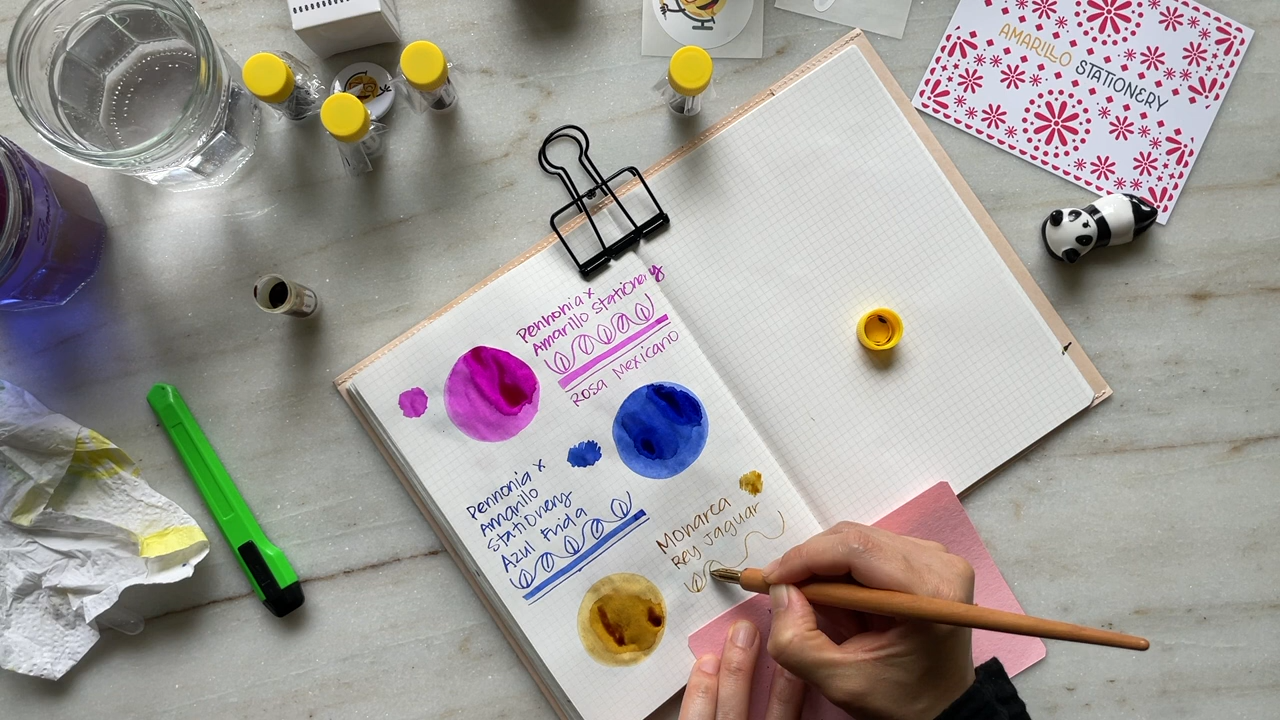 Pennonia x
Amarillo Stationery
Rosa Mexicano
Pennonia x
Amarillo
Stationery
Azul Frida
Monarca
Rey Jaguar
AMARILLO STATIONERY